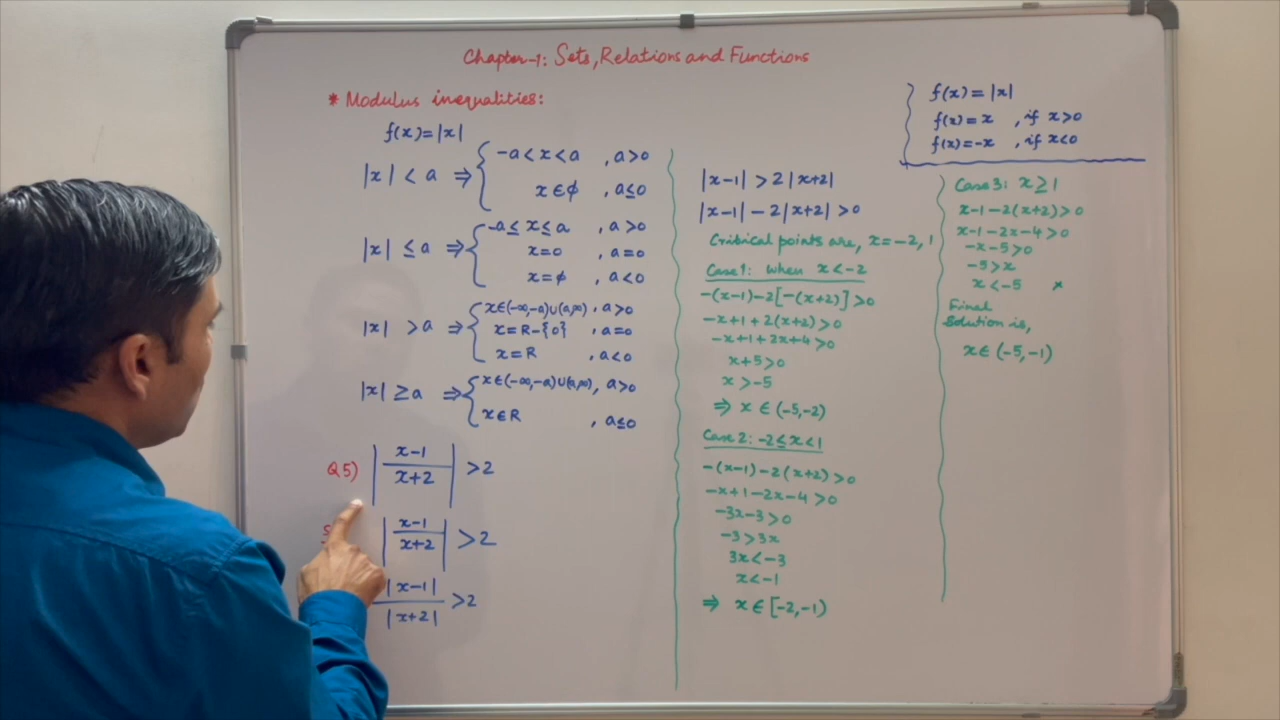 Chapter-1: Sets, Relations and Functions
* Modulus inequalities:
f(x)=|x|
|x| < a ⇒ { -a < x < a , a>0
x ∈ ϕ , a≤0
|x| ≤ a ⇒ { -a ≤ x ≤ a , a>0
x=0 , a=0
x=ϕ , a<0
|x| >a ⇒ { x∈(-∞,-a)∪(a,∞) , a>0
x=R-{0} , a=0
x=R , a<0
|x| ≥a ⇒ { x∈(-∞,-a)∪(a,∞), a>0
x∈R , a≤0
Q5) | x-1 / x+2 | >2
| x-1 / x+2 | >2
|x-1| / |x+2| >2
|x-1| > 2|x+2|
|x-1| - 2|x+2| >0
Critical points are, x=-2, 1
Case1: when x<-2
-(x-1)-2[-(x+2)]>0
-x+1+2(x+2)>0
-x+1+2x+4>0
x+5>0
x>-5
⇒ x ∈ (-5,-2)
Case 2: -2≤x<1
-(x-1)-2(x+2)>0
-x+1-2x-4>0
-3x-3>0
-3>3x
3x<-3
x<-1
⇒ x∈[-2,-1)
f(x)=|x|
f(x)=x , if x>0
f(x)=-x , if x<0
Case3: x≥1
x-1-2(x+2)>0
x-1-2x-4>0
-x-5>0
-5>x
x<-5 ×
Final
Solution is,
x∈ (-5,-1)